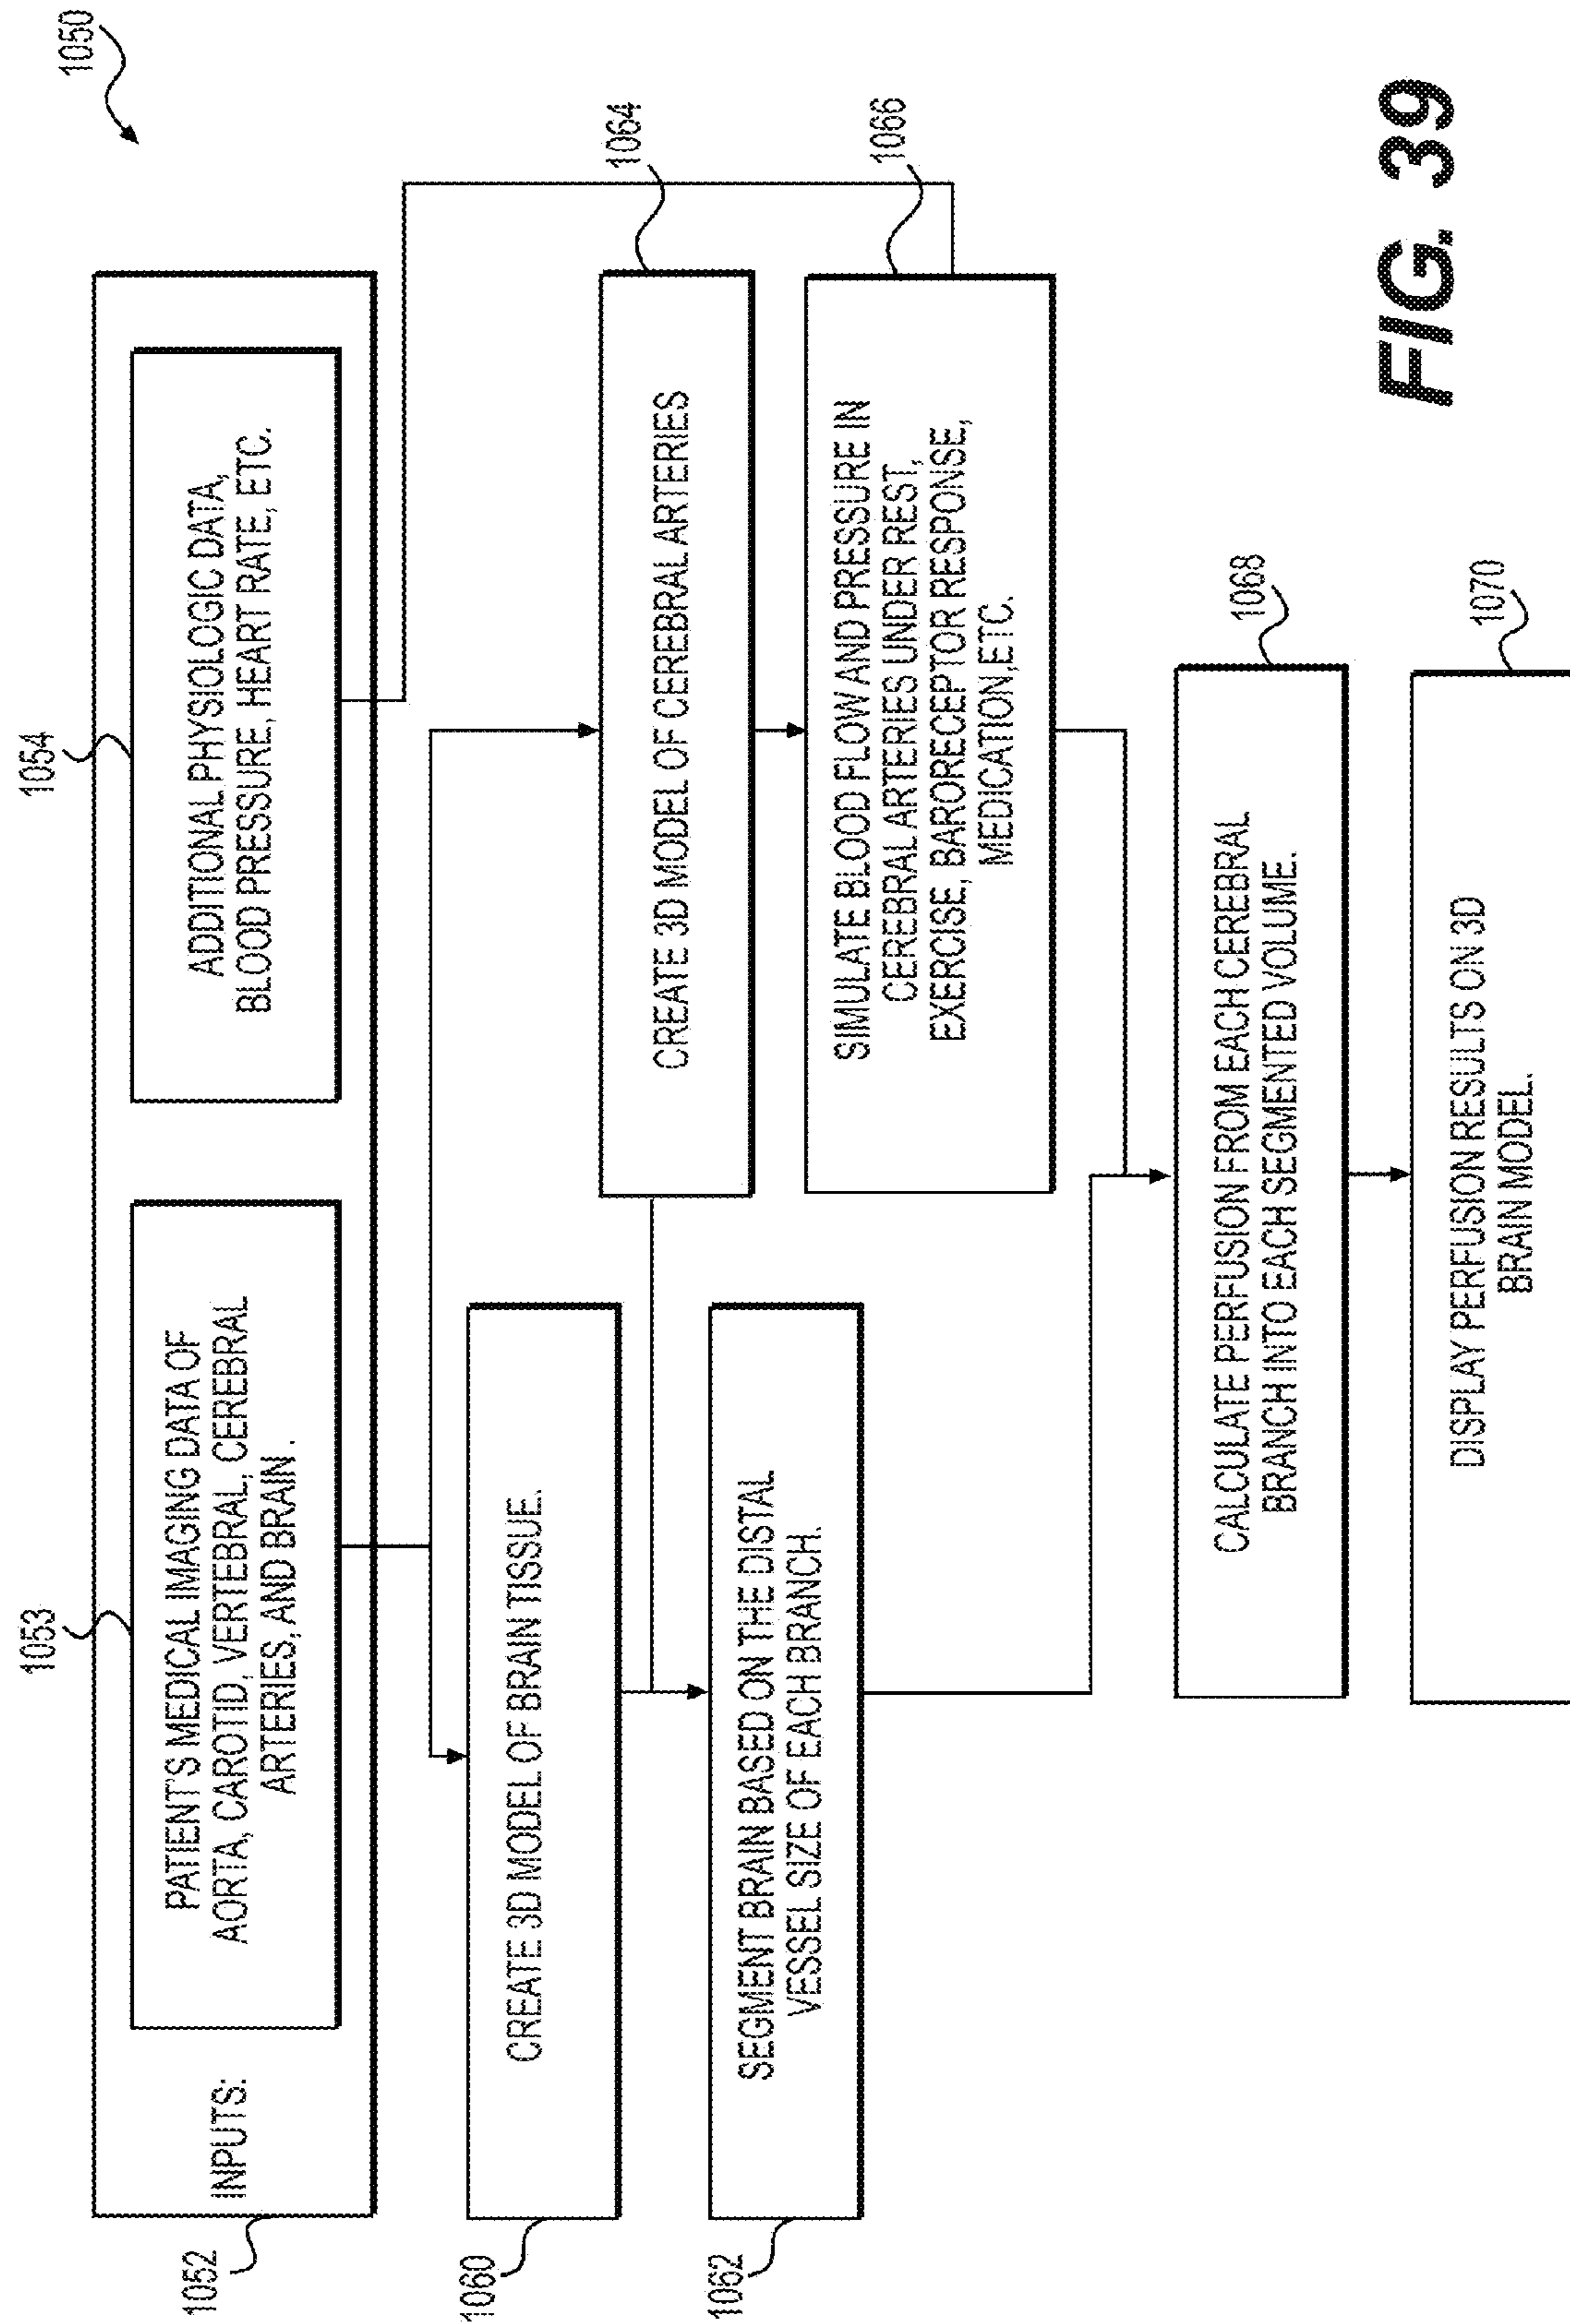 1050
1052
INPUTS:
1053
PATIENT'S MEDICAL IMAGING DATA OF
AORTA, CAROTID, VERTEBRAL, CEREBRAL
ARTERIES, AND BRAIN .
1054
ADDITIONAL PHYSIOLOGIC DATA,
BLOOD PRESSURE, HEART RATE, ETC.
1060
CREATE 3D MODEL OF BRAIN TISSUE.
1064
CREATE 3D MODEL OF CEREBRAL ARTERIES
1062
SEGMENT BRAIN BASED ON THE DISTAL
VESSEL SIZE OF EACH BRANCH.
1066
SIMULATE BLOOD FLOW AND PRESSURE IN
CEREBRAL ARTERIES UNDER REST,
EXERCISE, BARORECEPTOR RESPONSE,
MEDICATION,ETC.
1068
CALCULATE PERFUSION FROM EACH CEREBRAL
BRANCH INTO EACH SEGMENTED VOLUME.
1070
DISPLAY PERFUSION RESULTS ON 3D
BRAIN MODEL.
FIG. 39